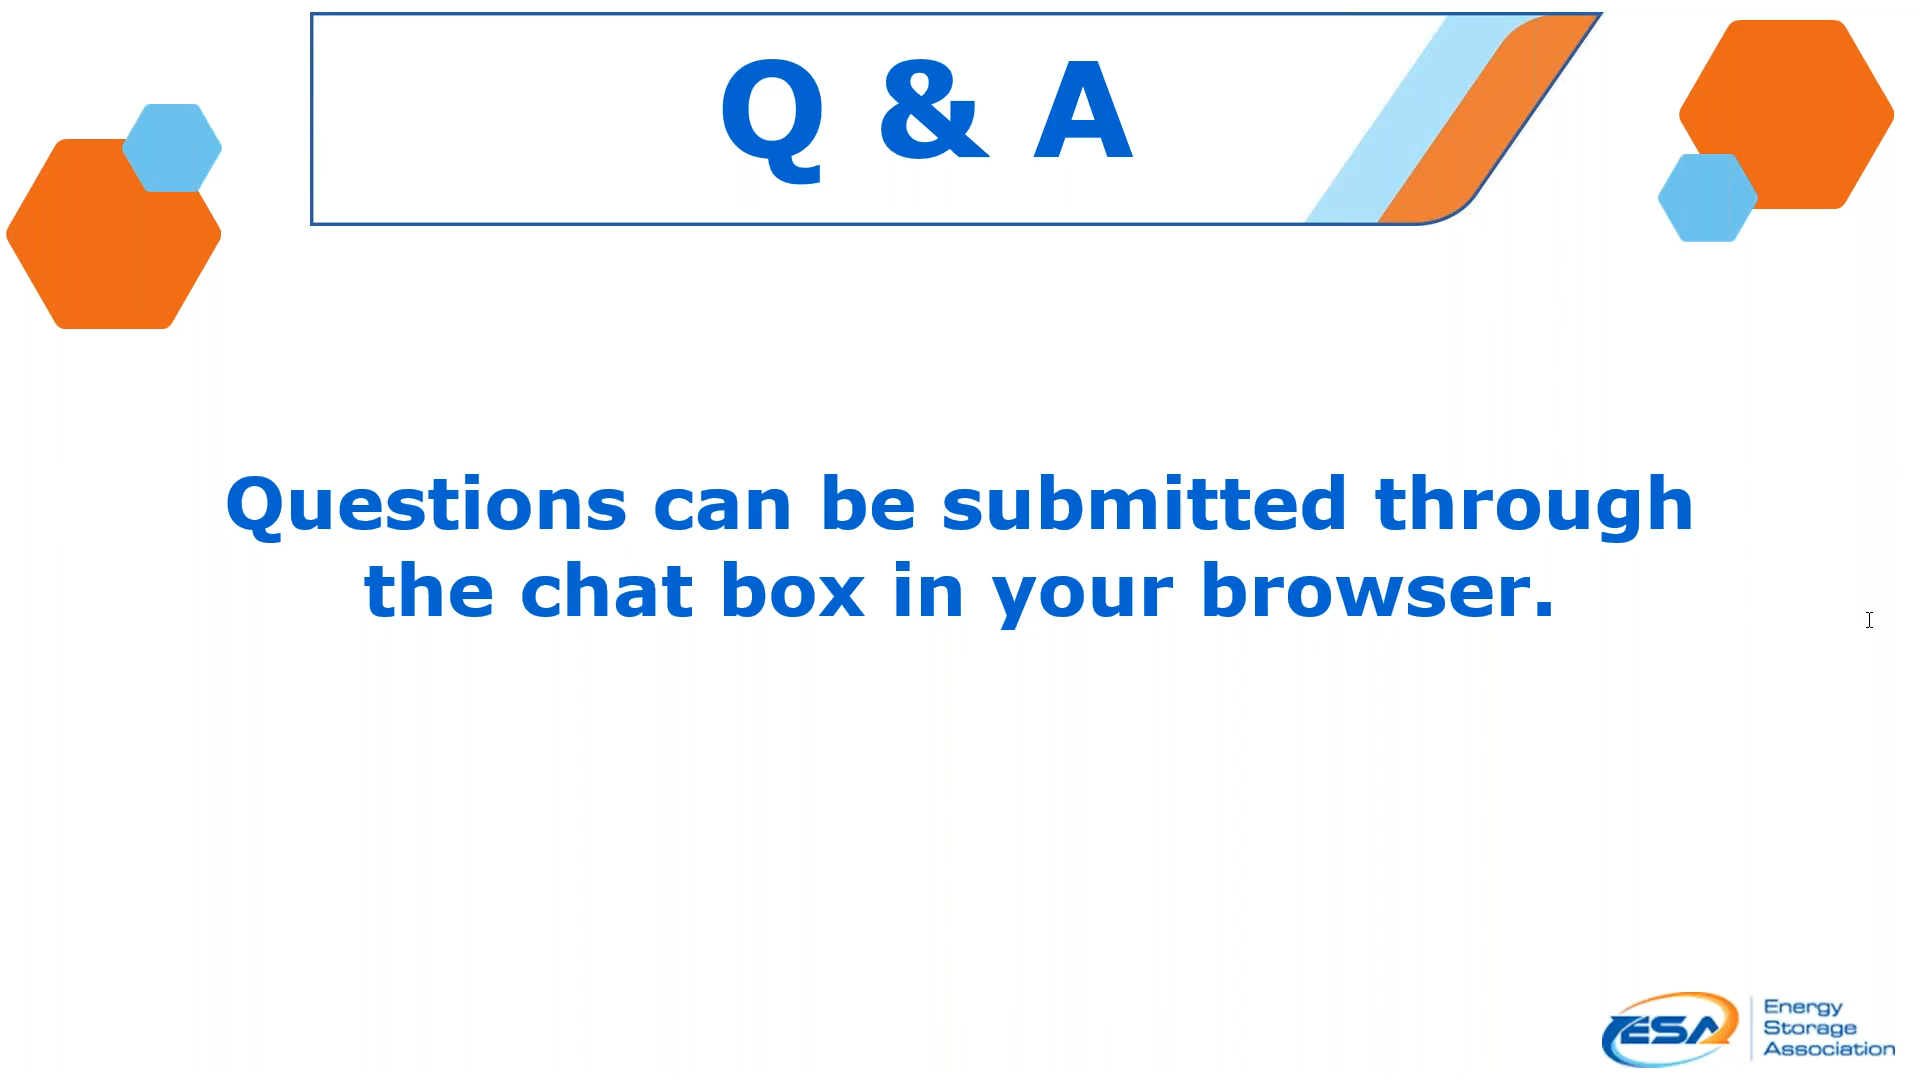 Q & A
Questions can be submitted through
the chat box in your browser.
ESA
Energy
Storage
Association